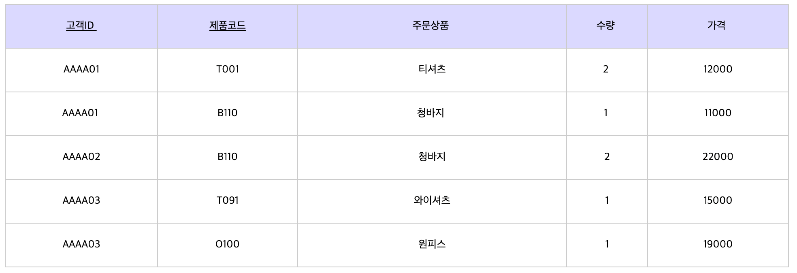 고객ID 제품코드 주문상품 수량 가격
AAAA01 T001 티셔츠 2 12000
AAAA01 B110 청바지 1 11000
AAAA02 B110 청바지 2 22000
AAAA03 T091 와이셔츠 1 15000
AAAA03 O100 원피스 1 19000